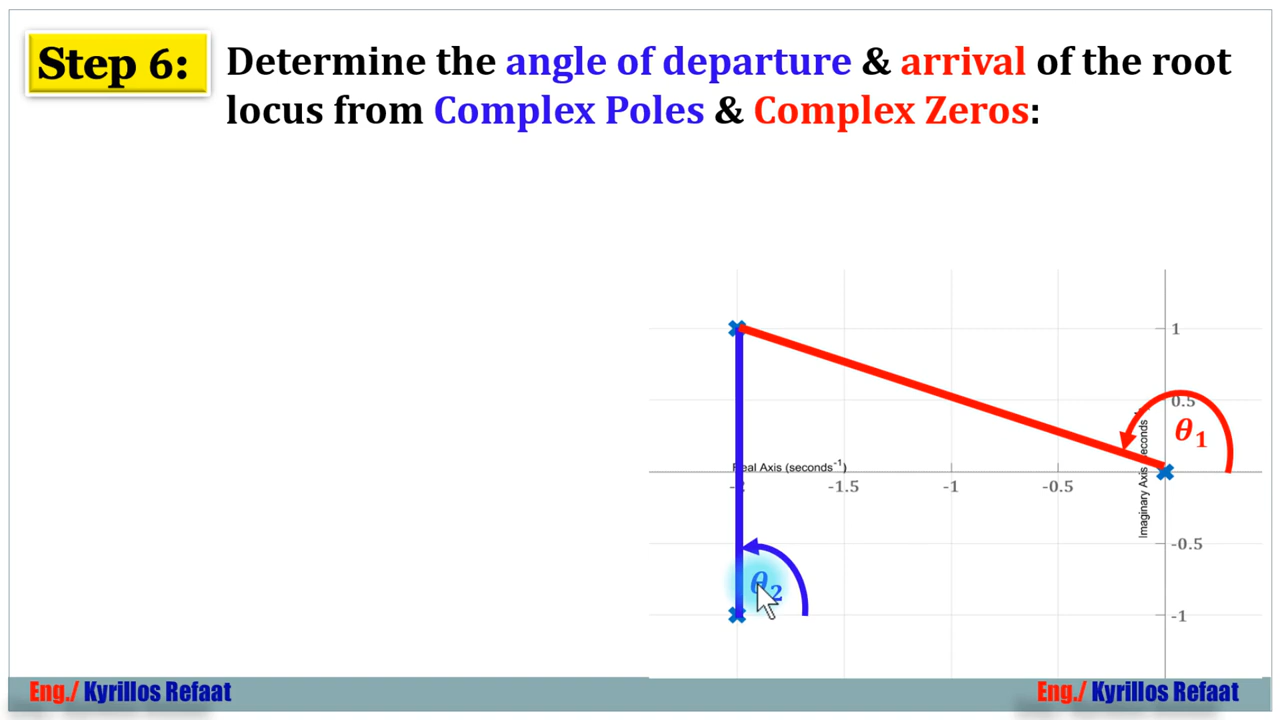 Step 6:
Determine the angle of departure & arrival of the root
locus from Complex Poles & Complex Zeros:
1
0.5
θ1
Real Axis (seconds-1)
-1.5
-1
-0.5
-0.5
θ2
-1
Eng./ Kyrillos Refaat
Eng./ Kyrillos Refaat